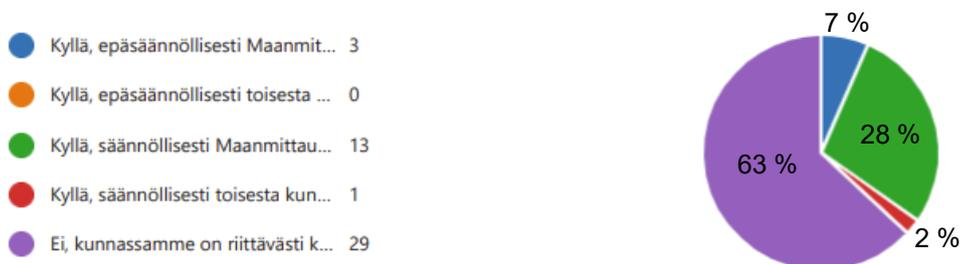 Kyllä, epäsäännöllisesti Maanmit... 3
Kyllä, epäsäännöllisesti toisesta ... 0
Kyllä, säännöllisesti Maanmittau... 13
Kyllä, säännöllisesti toisesta kun... 1
Ei, kunnassamme on riittävästi k... 29
7 %
28 %
63 %
2 %